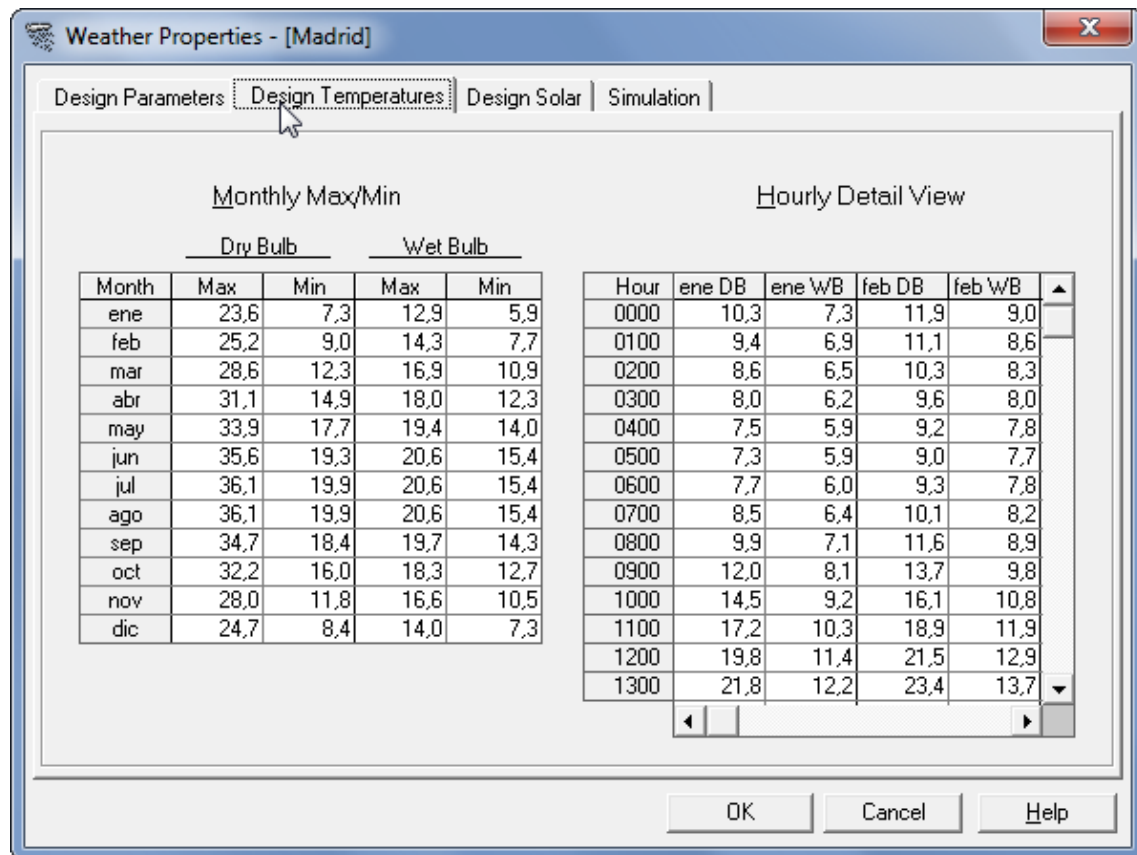 Weather Properties - [Madrid]
Design Parameters Design Temperatures Design Solar Simulation
Monthly Max/Min
Dry Bulb Wet Bulb
Month Max Min Max Min
ene 23,6 7,3 12,9 5,9
feb 25,2 9,0 14,3 7,7
mar 28,6 12,3 16,9 10,9
abr 31,1 14,9 18,0 12,3
may 33,9 17,7 19,4 14,0
jun 35,6 19,3 20,6 15,4
jul 36,1 19,9 20,6 15,4
ago 36,1 19,9 20,6 15,4
sep 34,7 18,4 19,7 14,3
oct 32,2 16,0 18,3 12,7
nov 28,0 11,8 16,6 10,5
dic 24,7 8,4 14,0 7,3
Hourly Detail View
Hour ene DB ene WB feb DB feb WB
0000 10,3 7,3 11,9 9,0
0100 9,4 6,9 11,1 8,6
0200 8,6 6,5 10,3 8,3
0300 8,0 6,2 9,6 8,0
0400 7,5 5,9 9,2 7,8
0500 7,3 5,9 9,0 7,7
0600 7,7 6,0 9,3 7,8
0700 8,5 6,4 10,1 8,2
0800 9,9 7,1 11,6 8,9
0900 12,0 8,1 13,7 9,8
1000 14,5 9,2 16,1 10,8
1100 17,2 10,3 18,9 11,9
1200 19,8 11,4 21,5 12,9
1300 21,8 12,2 23,4 13,7
OK Cancel Help